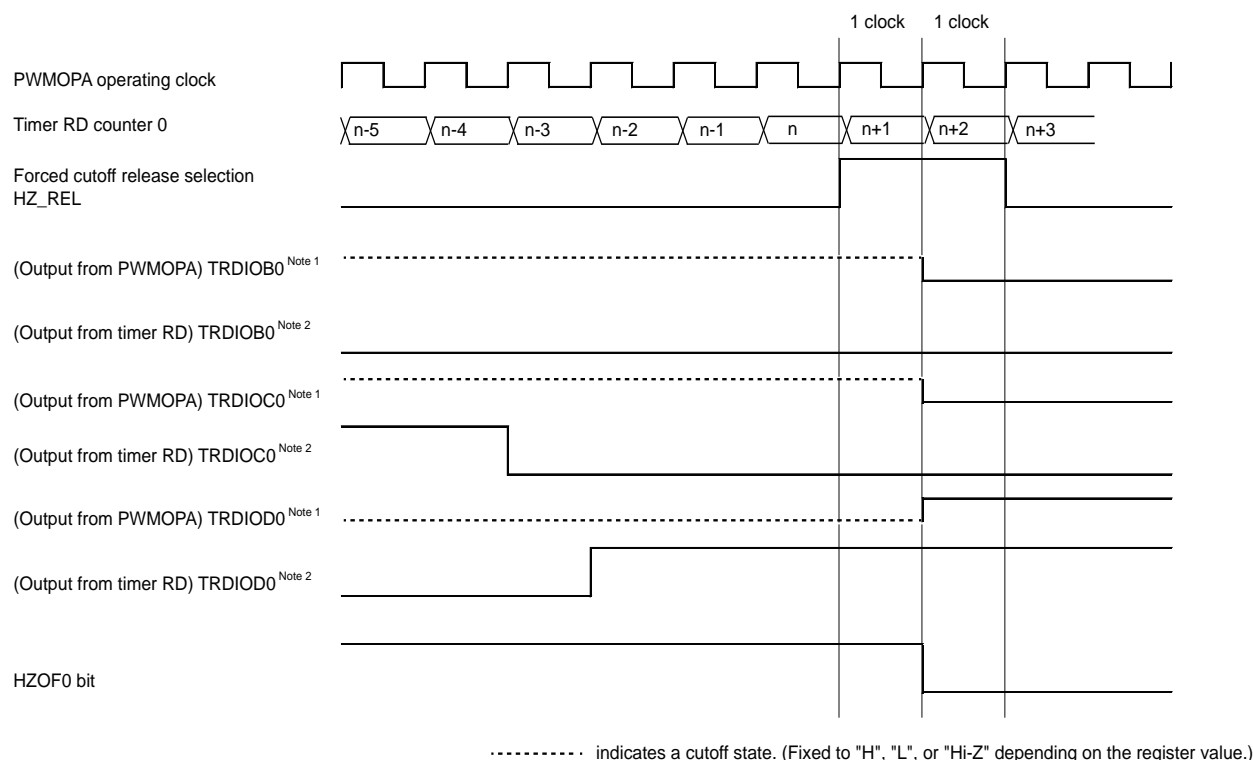 1 clock 1 clock
PWMOPA operating clock
Timer RD counter 0
n-5 n-4 n-3 n-2 n-1 n n+1 n+2 n+3
Forced cutoff release selection
HZ_REL
(Output from PWMOPA) TRDIOB0 Note 1
(Output from timer RD) TRDIOB0 Note 2
(Output from PWMOPA) TRDIOC0 Note 1
(Output from timer RD) TRDIOC0 Note 2
(Output from PWMOPA) TRDIOD0 Note 1
(Output from timer RD) TRDIOD0 Note 2
HZOF0 bit
indicates a cutoff state. (Fixed to "H", "L", or "Hi-Z" depending on the register value.)